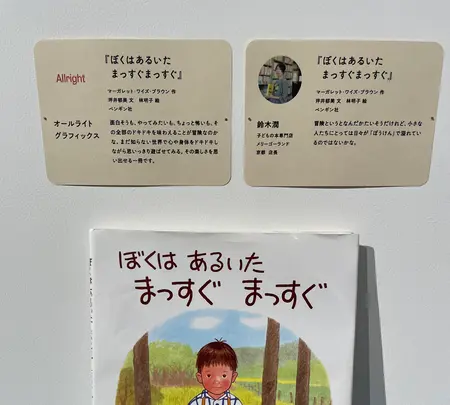 『ぼくはあるいた
まっすぐまっすぐ』
Allright
マーガレット・ワイズ・ブラウン 作
坪井郁美 文 林明子 絵
ペンギン社
オールライト
グラフィックス
面白そうも、やってみたいも、ちょっと怖いも、そ
の全部のドキドキを味わえることが冒険なのか
な。まだ知らない世界で心や身体をドキドキし
ながら思いっきり遊ばせてみる。その楽しさを思
い出せる一冊です。
『ぼくはあるいた
まっすぐまっすぐ』
マーガレット・ワイズ・ブラウン 作
坪井郁美 文 林明子 絵
ペンギン社
鈴木潤
子どもの本専門店
メリーゴーランド
京都 店長
冒険というとなんだかたいそうだけれど、小さな
人たちにとっては日々が「ぼうけん」で溢れてい
るのではないかな。
ぼくは あるいた
まっすぐ まっすぐ